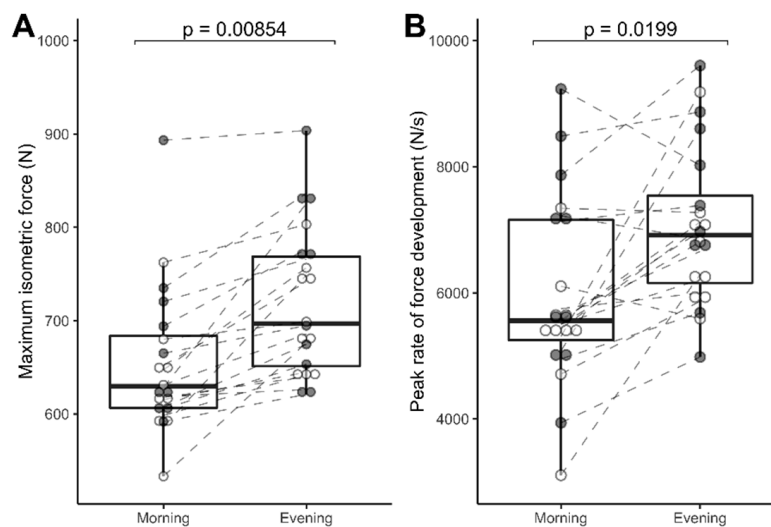 A
p = 0.00854
Maximum isometric force (N)
1000
900
800
700
600
Morning
Evening
B
p = 0.0199
Peak rate of force development (N/s)
10000
8000
6000
4000
Morning
Evening